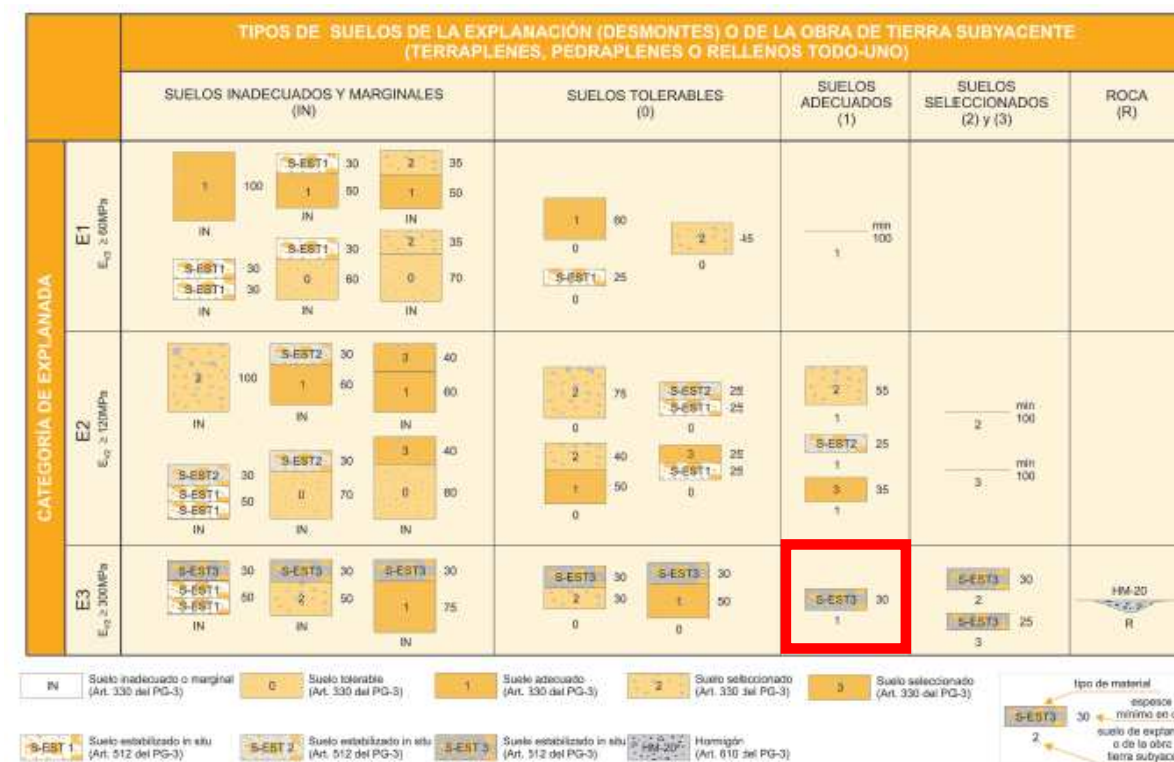 TIPOS DE SUELOS DE LA EXPLANACIÓN (DESMONTES) O DE LA OBRA DE TIERRA SUBYACENTE
(TERRAPLENES, PEDRAPLENES O RELLENOS TODO-UNO)
SUELOS INADECUADOS Y MARGINALES
(IN)
SUELOS TOLERABLES
(0)
SUELOS
ADECUADOS
(1)
SUELOS
SELECCIONADOS
(2) y (3)
ROCA
(R)
CATEGORÍA DE EXPLANADA
E1
≥ 60MPa
1 100
IN
S-EST1 30
1 50
IN
2 35
1 50
IN
S-EST1 30
S-EST1 30
IN
S-EST1 30
0 60
IN
2 35
0 70
IN
1 60
0
2 45
0
S-EST1 25
0
min
100
1
E2
≥ 120MPa
2 100
IN
S-EST2 30
1 60
IN
3 40
1 60
IN
S-EST2 30
S-EST1 50
S-EST1
IN
S-EST2 30
0 70
IN
3 40
0 80
IN
2 75
0
S-EST2 25
S-EST1 25
0
2 40
1 50
0
3 25
S-EST1 25
0
2 55
1
S-EST2 25
1
3 35
1
min
100
2
min
100
3
E3
≥ 300MPa
S-EST3 30
S-EST1 50
S-EST1
IN
S-EST3 30
2 50
IN
S-EST3 30
1 75
IN
S-EST3 30
2 30
0
S-EST3 30
1 50
0
S-EST3 30
1
S-EST3 30
2
S-EST3 25
3
HM-20
R
IN Suelo inadecuado o marginal
(Art. 330 del PG-3)
0 Suelo tolerable
(Art. 330 del PG-3)
1 Suelo adecuado
(Art. 330 del PG-3)
2 Suelo seleccionado
(Art. 330 del PG-3)
3 Suelo seleccionado
(Art. 330 del PG-3)
S-EST 1 Suelo estabilizado in situ
(Art. 512 del PG-3)
S-EST 2 Suelo estabilizado in situ
(Art. 512 del PG-3)
S-EST 3 Suelo estabilizado in situ
(Art. 512 del PG-3)
HM-20 Hormigón
(Art. 610 del PG-3)
tipo de material
S-EST3 30
2
espesor
mínimo en
suelo de
o de la obra
tierra